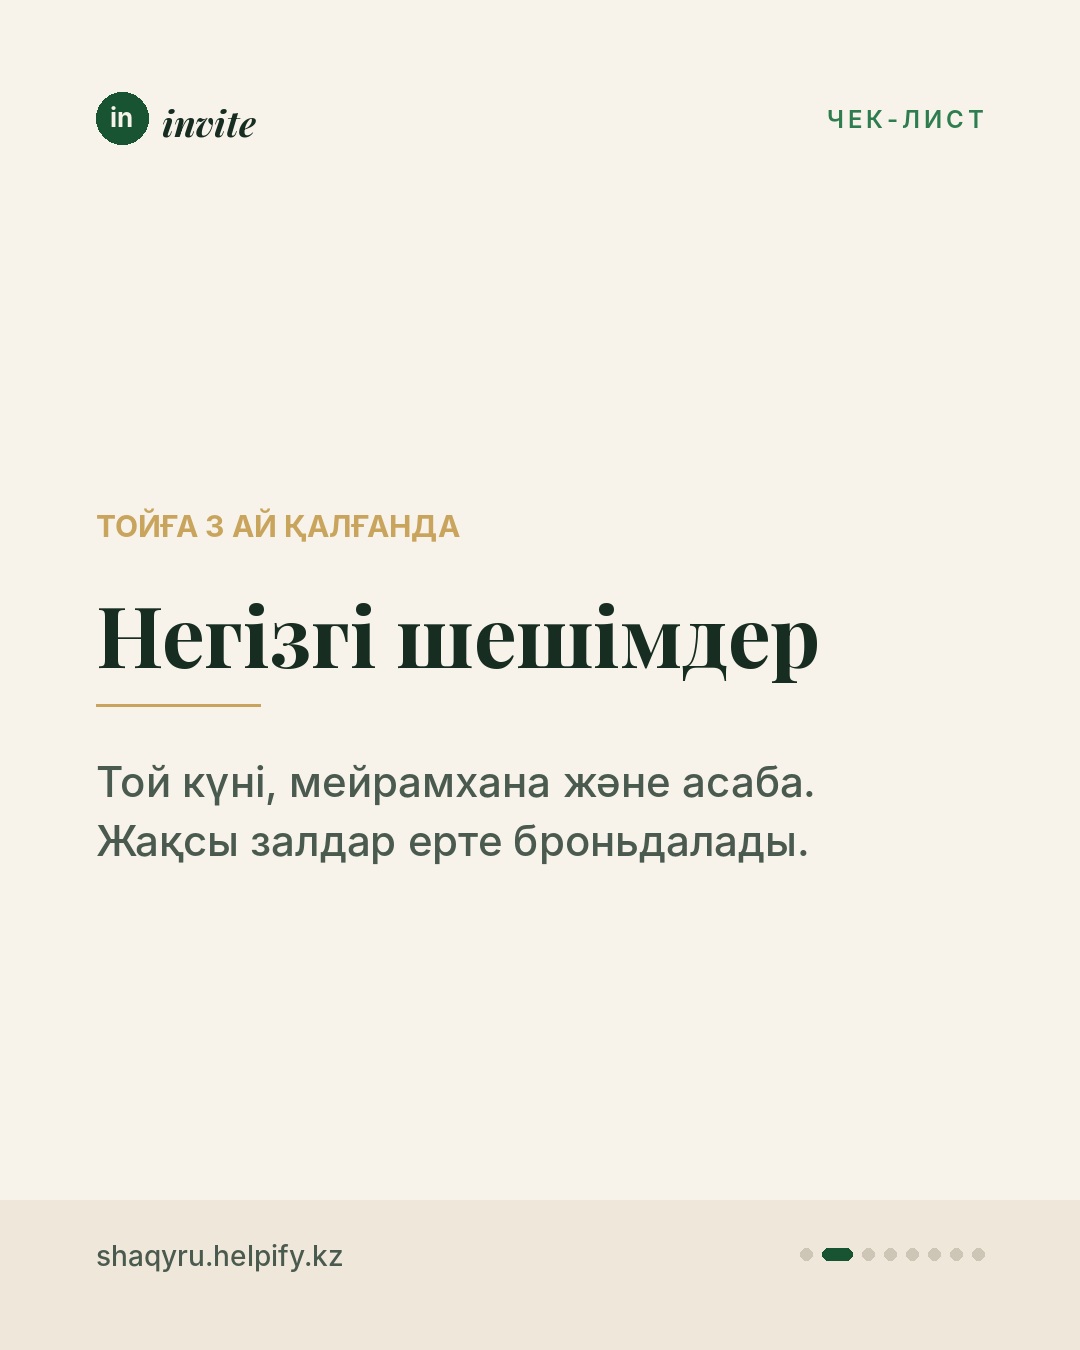 in invite
ЧЕК-ЛИСТ
ТОЙҒА 3 АЙ ҚАЛҒАНДА
Негізгі шешімдер
Той күні, мейрамхана және асаба.
Жақсы залдар ерте броньдалады.
shaqyru.helpify.kz